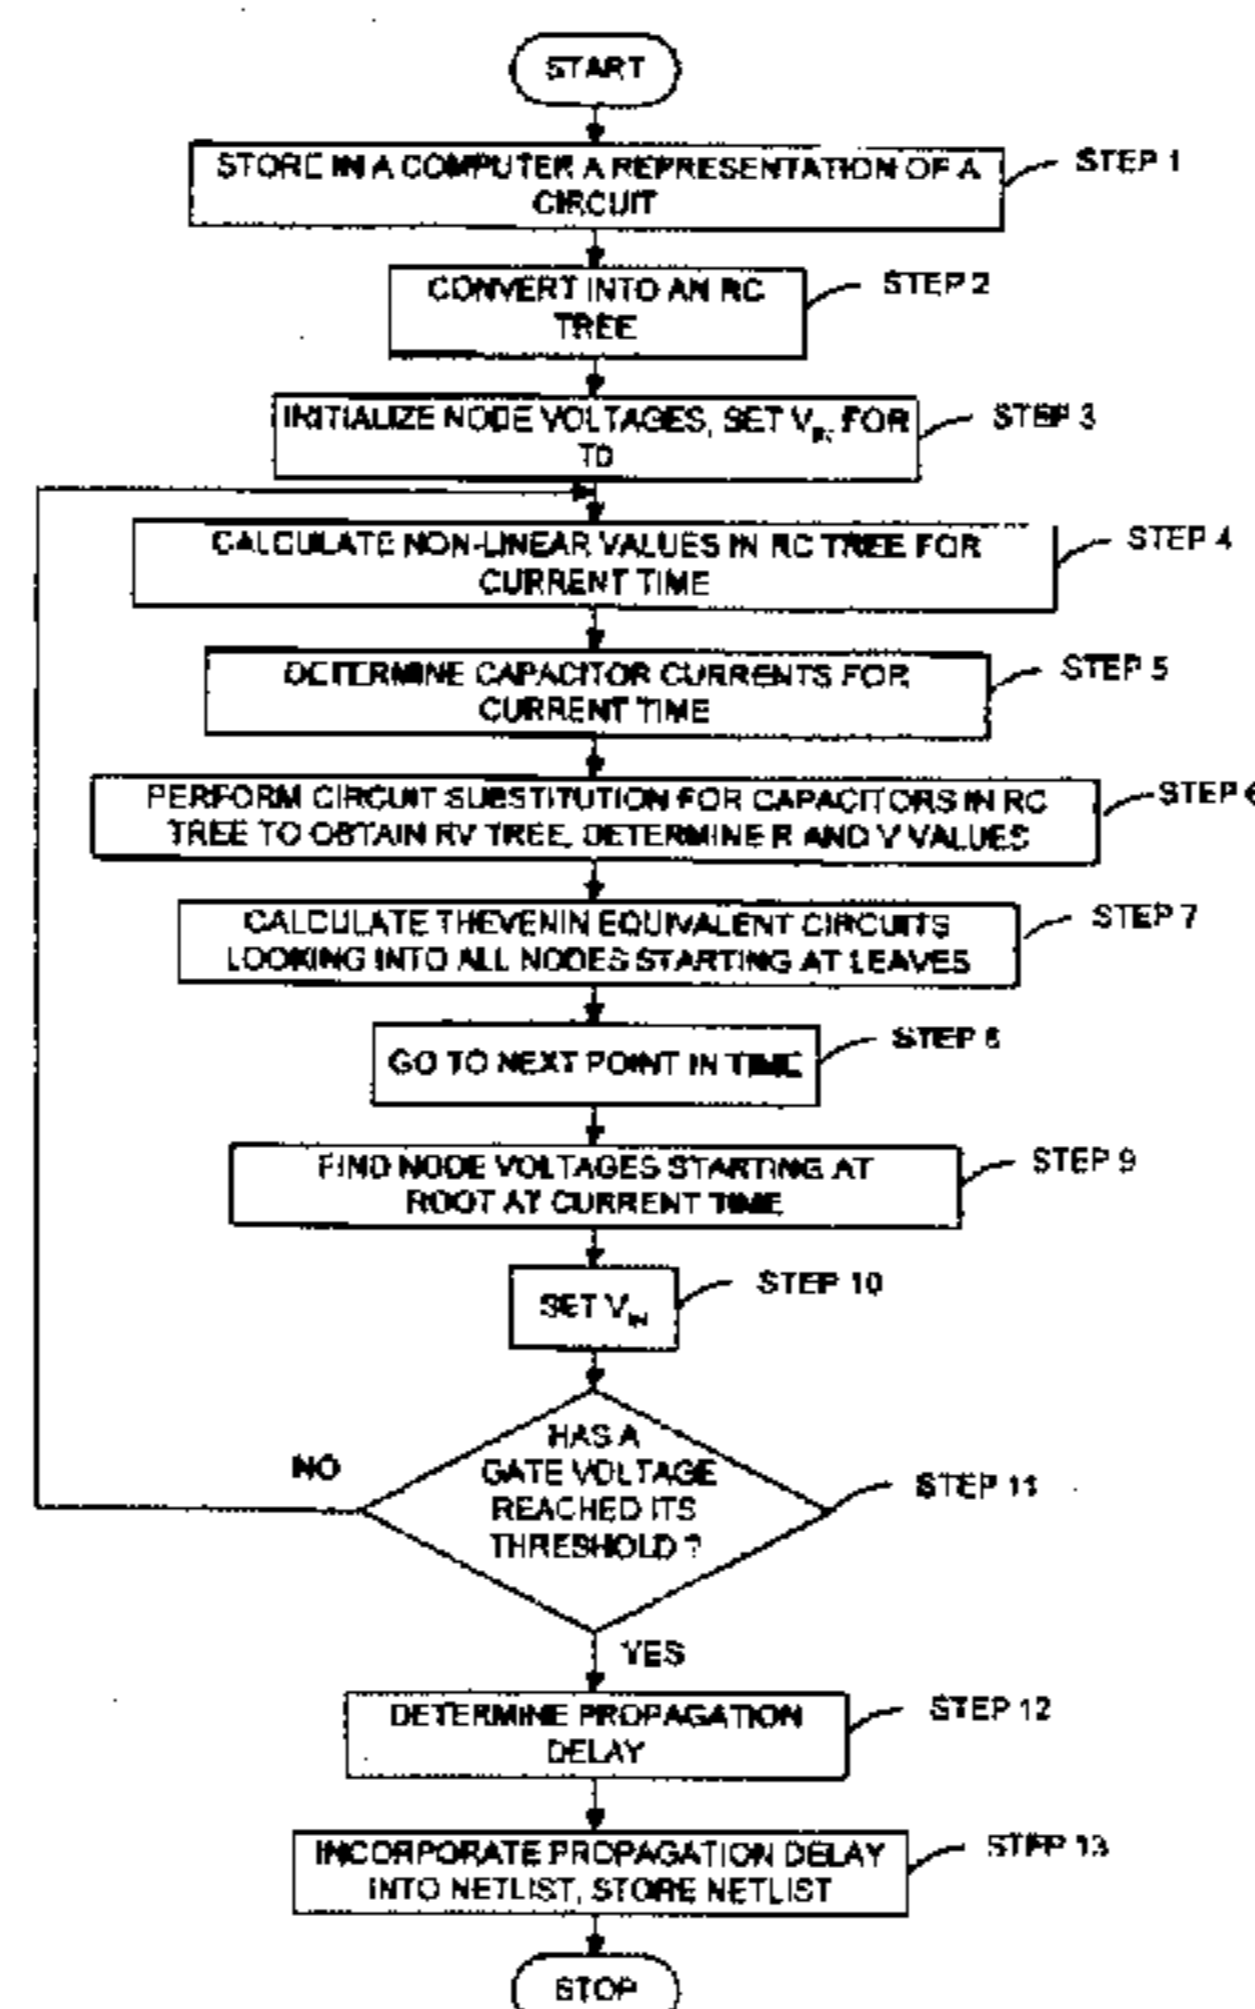 START
STORE IN A COMPUTER A REPRESENTATION OF A
CIRCUIT
STEP 1
CONVERT INTO AN RC
TREE
STEP 2
INITIALIZE NODE VOLTAGES, SET VIN FOR
T0
STEP 3
CALCULATE NON-LINEAR VALUES IN RC TREE FOR
CURRENT TIME
STEP 4
DETERMINE CAPACITOR CURRENTS FOR
CURRENT TIME
STEP 5
PERFORM CIRCUIT SUBSTITUTION FOR CAPACITORS IN RC
TREE TO OBTAIN RV TREE, DETERMINE R AND V VALUES
STEP 6
CALCULATE THEVENIN EQUIVALENT CIRCUITS
LOOKING INTO ALL NODES STARTING AT LEAVES
STEP 7
GO TO NEXT POINT IN TIME
STEP 8
FIND NODE VOLTAGES STARTING AT
ROOT AT CURRENT TIME
STEP 9
SET VIN
STEP 10
HAS A
GATE VOLTAGE
REACHED ITS
THRESHOLD ?
STEP 11
NO
YES
DETERMINE PROPAGATION
DELAY
STEP 12
INCORPORATE PROPAGATION DELAY
INTO NETLIST, STORE NETLIST
STEP 13
STOP